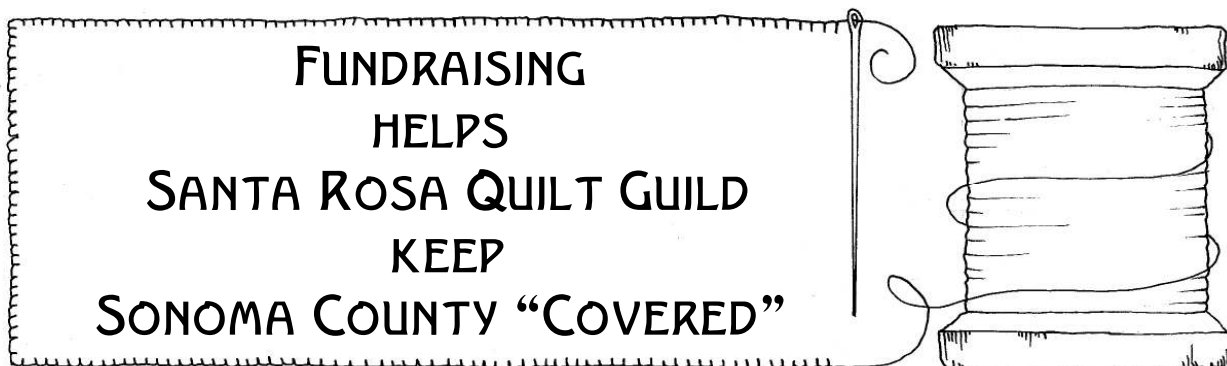 Fundraising
helps
Santa Rosa Quilt Guild
keep
Sonoma County “Covered”